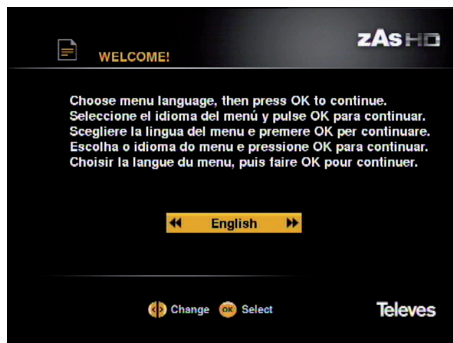 zAs HD
WELCOME!
Choose menu language, then press OK to continue.
Seleccione el idioma del menú y pulse OK para continuar.
Scegliere la lingua del menu e premere OK per continuare.
Escolha o idioma do menu e pressione OK para continuar.
Choisir la langue du menu, puis faire OK pour continuer.
English
Change OK Select
Televes